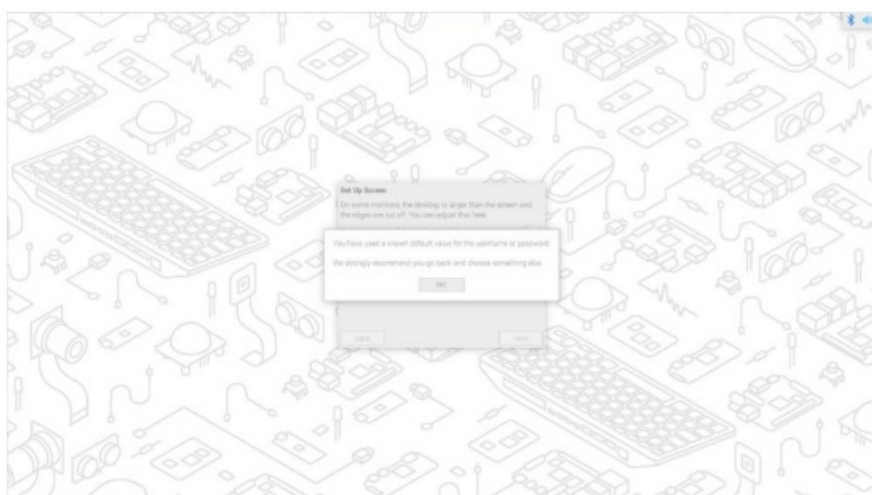 Set Up Screen
On some monitors, the desktop is larger than the screen and
the edges are cut off. You can adjust this here.
You have used a known default value for the username or password.
We strongly recommend you go back and choose something else.
OK
Back
Next